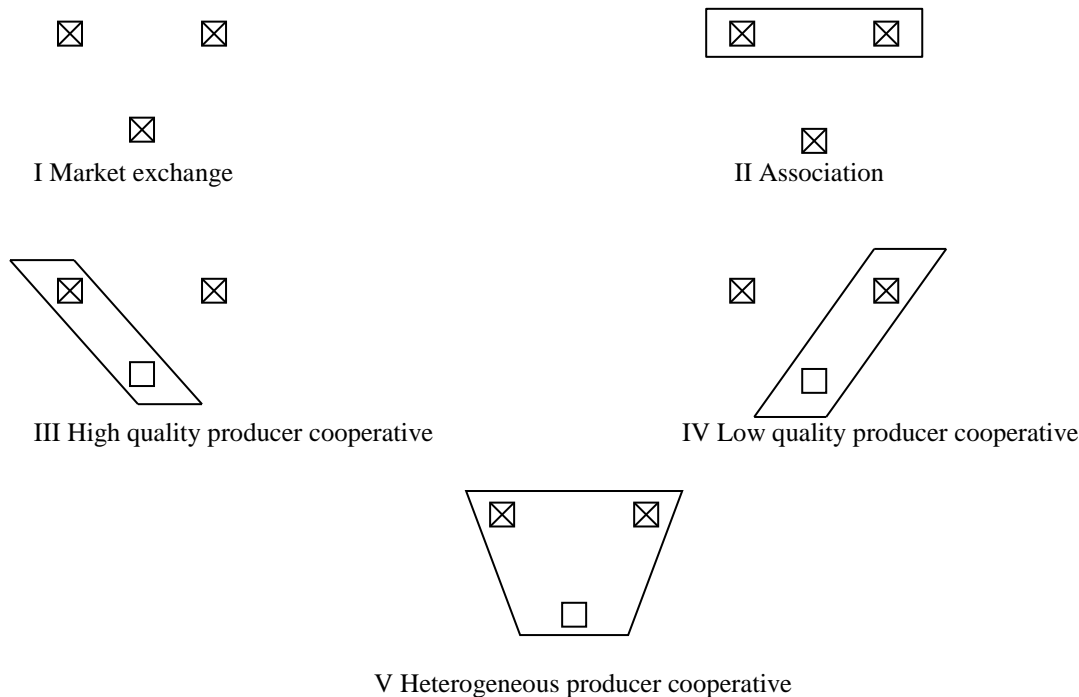 I Market exchange
II Association
III High quality producer cooperative
IV Low quality producer cooperative
V Heterogeneous producer cooperative